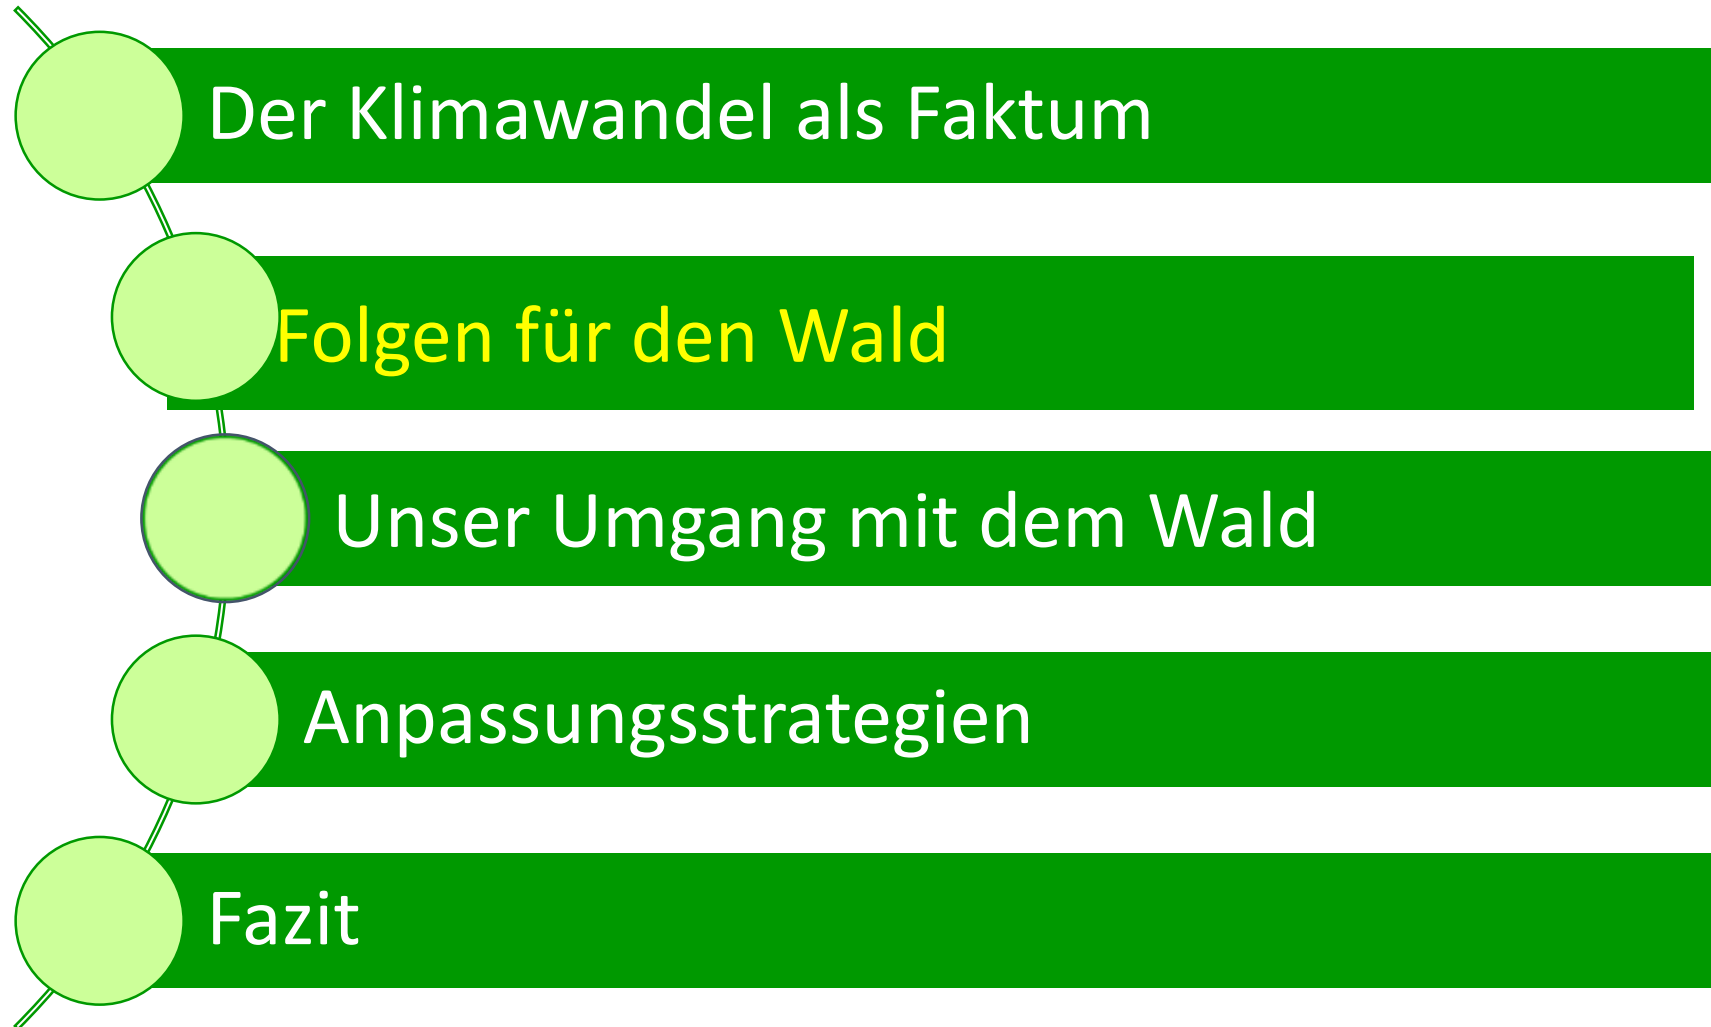 Der Klimawandel als Faktum
Folgen für den Wald
Unser Umgang mit dem Wald
Anpassungsstrategien
Fazit